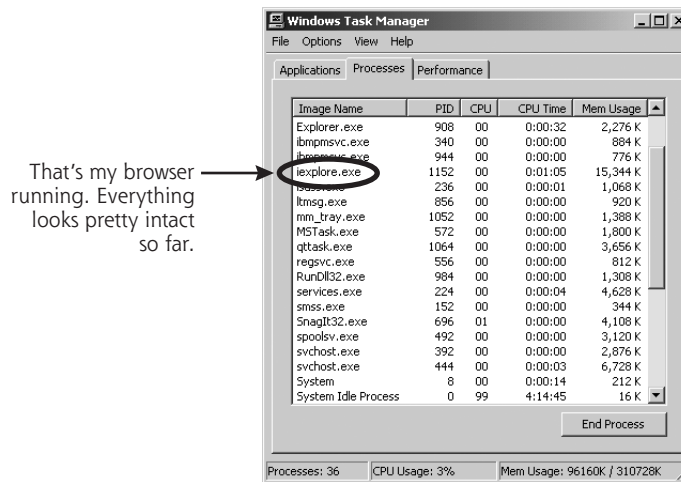 Windows Task Manager
File Options View Help
Applications Processes Performance
Image Name PID CPU CPU Time Mem Usage
Explorer.exe 908 00 0:00:32 2,276 K
ibmpmsvc.exe 340 00 0:00:00 884 K
ibmpmsvc.exe 944 00 0:00:00 776 K
iexplore.exe 1152 00 0:01:05 15,344 K
lsass.exe 236 00 0:00:01 1,068 K
ltmsg.exe 856 00 0:00:00 920 K
mm_tray.exe 1052 00 0:00:00 1,388 K
MSTask.exe 572 00 0:00:00 1,800 K
qttask.exe 1064 00 0:00:00 3,656 K
regsvc.exe 556 00 0:00:00 812 K
RunDll32.exe 984 00 0:00:00 1,308 K
services.exe 224 00 0:00:04 4,628 K
smss.exe 152 00 0:00:00 344 K
SnagIt32.exe 696 01 0:00:00 4,108 K
spoolsv.exe 492 00 0:00:00 3,120 K
svchost.exe 392 00 0:00:00 2,876 K
svchost.exe 444 00 0:00:03 6,728 K
System 8 00 0:00:14 212 K
System Idle Process 0 99 4:14:45 16 K
End Process
Processes: 36 CPU Usage: 3% Mem Usage: 96160K / 310728K
That's my browser
running. Everything
looks pretty intact
so far.